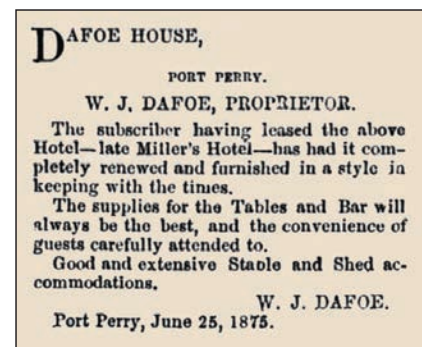 DAFOE HOUSE,
PORT PERRY.
W. J. DAFOE, PROPRIETOR.
The subscriber having leased the above
Hotel—late Miller's Hotel—has had it com-
pletely renewed and furnished in a style in
keeping with the times.
The supplies for the Tables and Bar will
always be the best, and the convenience of
guests carefully attended to.
Good and extensive Stable and Shed ac-
commodations.
W. J. DAFOE.
Port Perry, June 25, 1875.